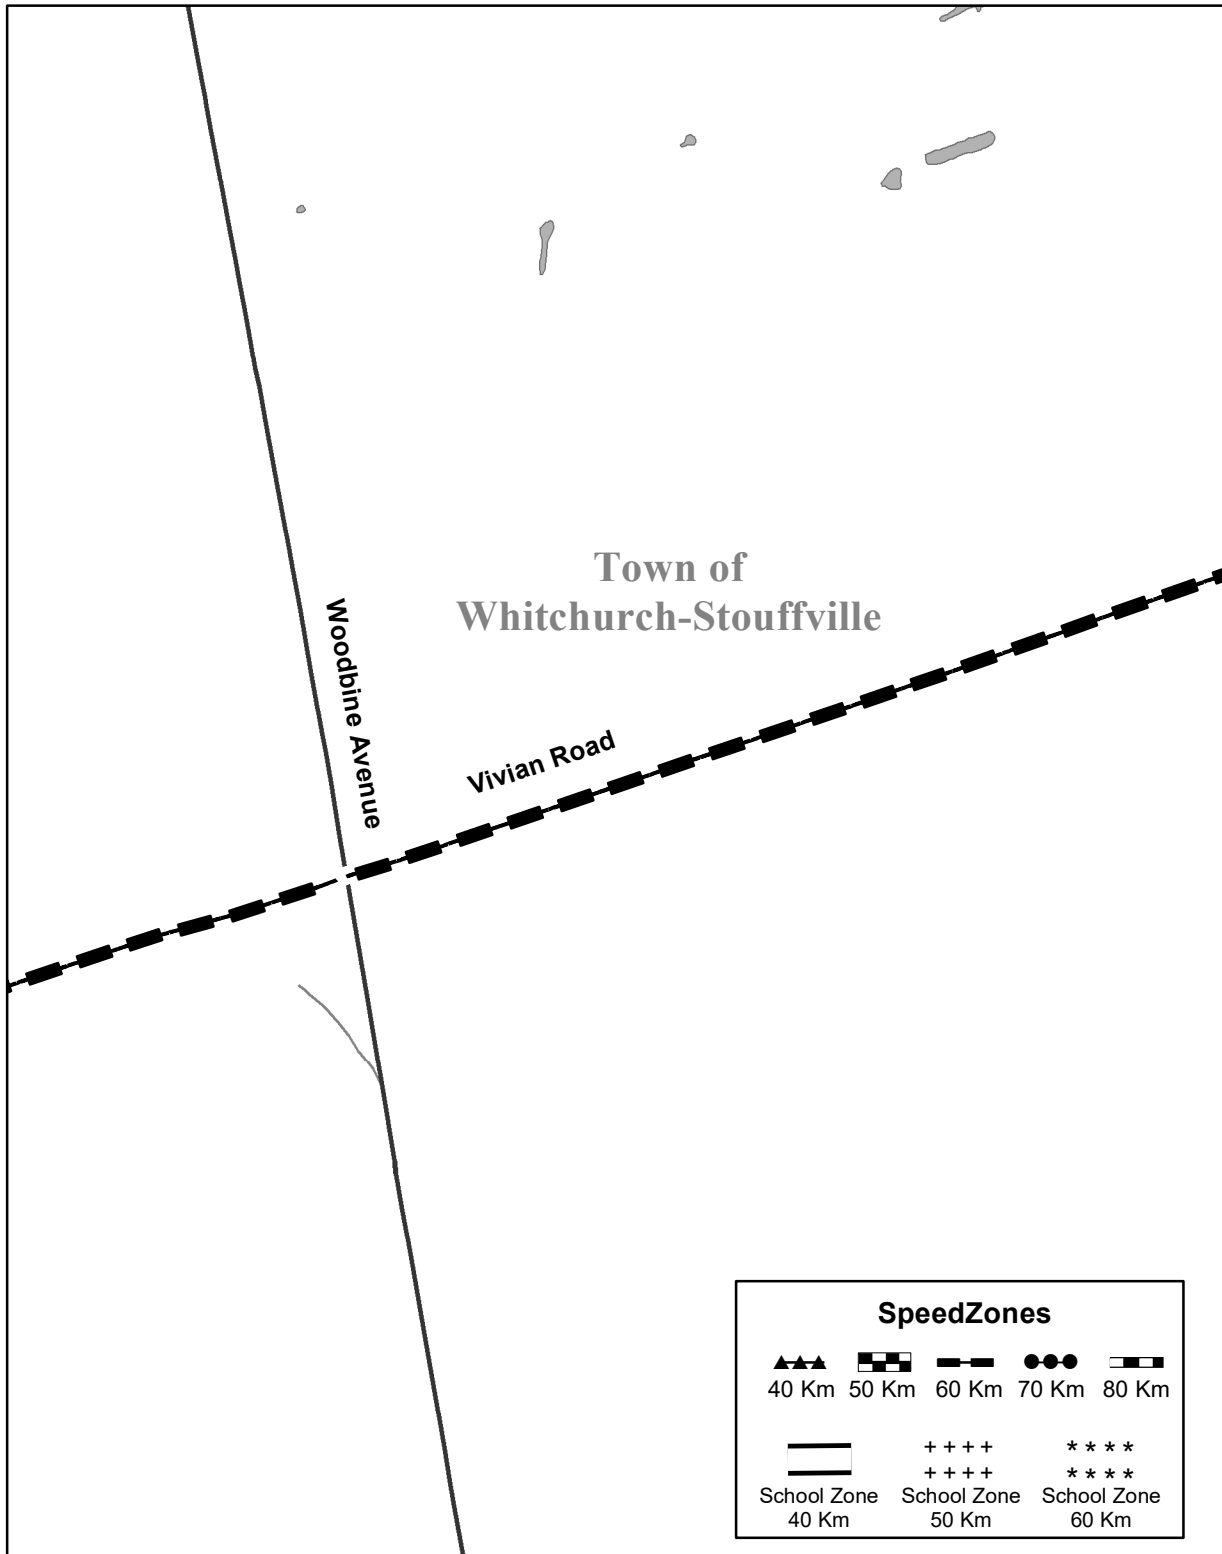 Town of
Whitchurch-Stouffville
Woodbine Avenue
Vivian Road
SpeedZones
40 Km 50 Km 60 Km 70 Km 80 Km
++++ ****
++++ ****
School Zone School Zone School Zone
40 Km 50 Km 60 Km